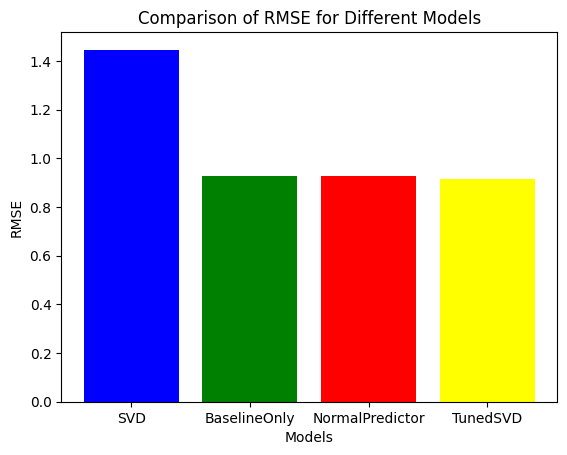 Comparison of RMSE for Different Models
1.4
1.2
1.0
0.8
0.6
0.4
0.2
0.0
RMSE
SVD BaselineOnly NormalPredictor TunedSVD
Models